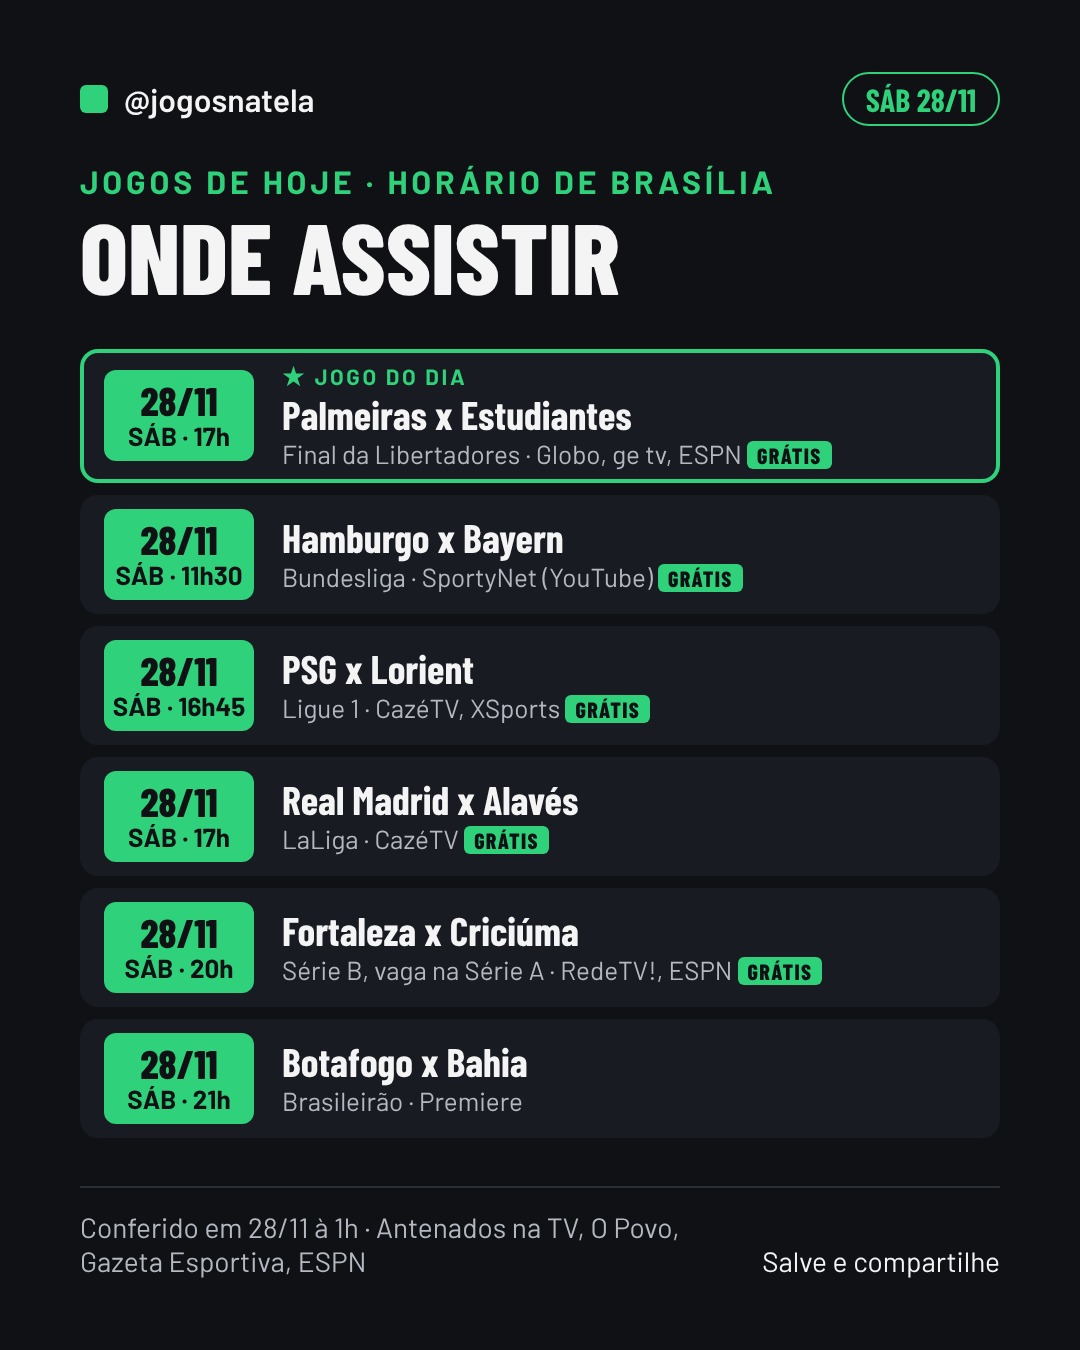 @jogosnatela
SÁB 28/11
JOGOS DE HOJE · HORÁRIO DE BRASÍLIA
ONDE ASSISTIR
28/11
SÁB · 17h
★ JOGO DO DIA
Palmeiras x Estudiantes
Final da Libertadores · Globo, ge tv, ESPN GRÁTIS
28/11
SÁB · 11h30
Hamburgo x Bayern
Bundesliga · SportyNet (YouTube) GRÁTIS
28/11
SÁB · 16h45
PSG x Lorient
Ligue 1 · CazéTV, XSports GRÁTIS
28/11
SÁB · 17h
Real Madrid x Alavés
LaLiga · CazéTV GRÁTIS
28/11
SÁB · 20h
Fortaleza x Criciúma
Série B, vaga na Série A · RedeTV!, ESPN GRÁTIS
28/11
SÁB · 21h
Botafogo x Bahia
Brasileirão · Premiere
Conferido em 28/11 à 1h · Antenados na TV, O Povo,
Gazeta Esportiva, ESPN
Salve e compartilhe